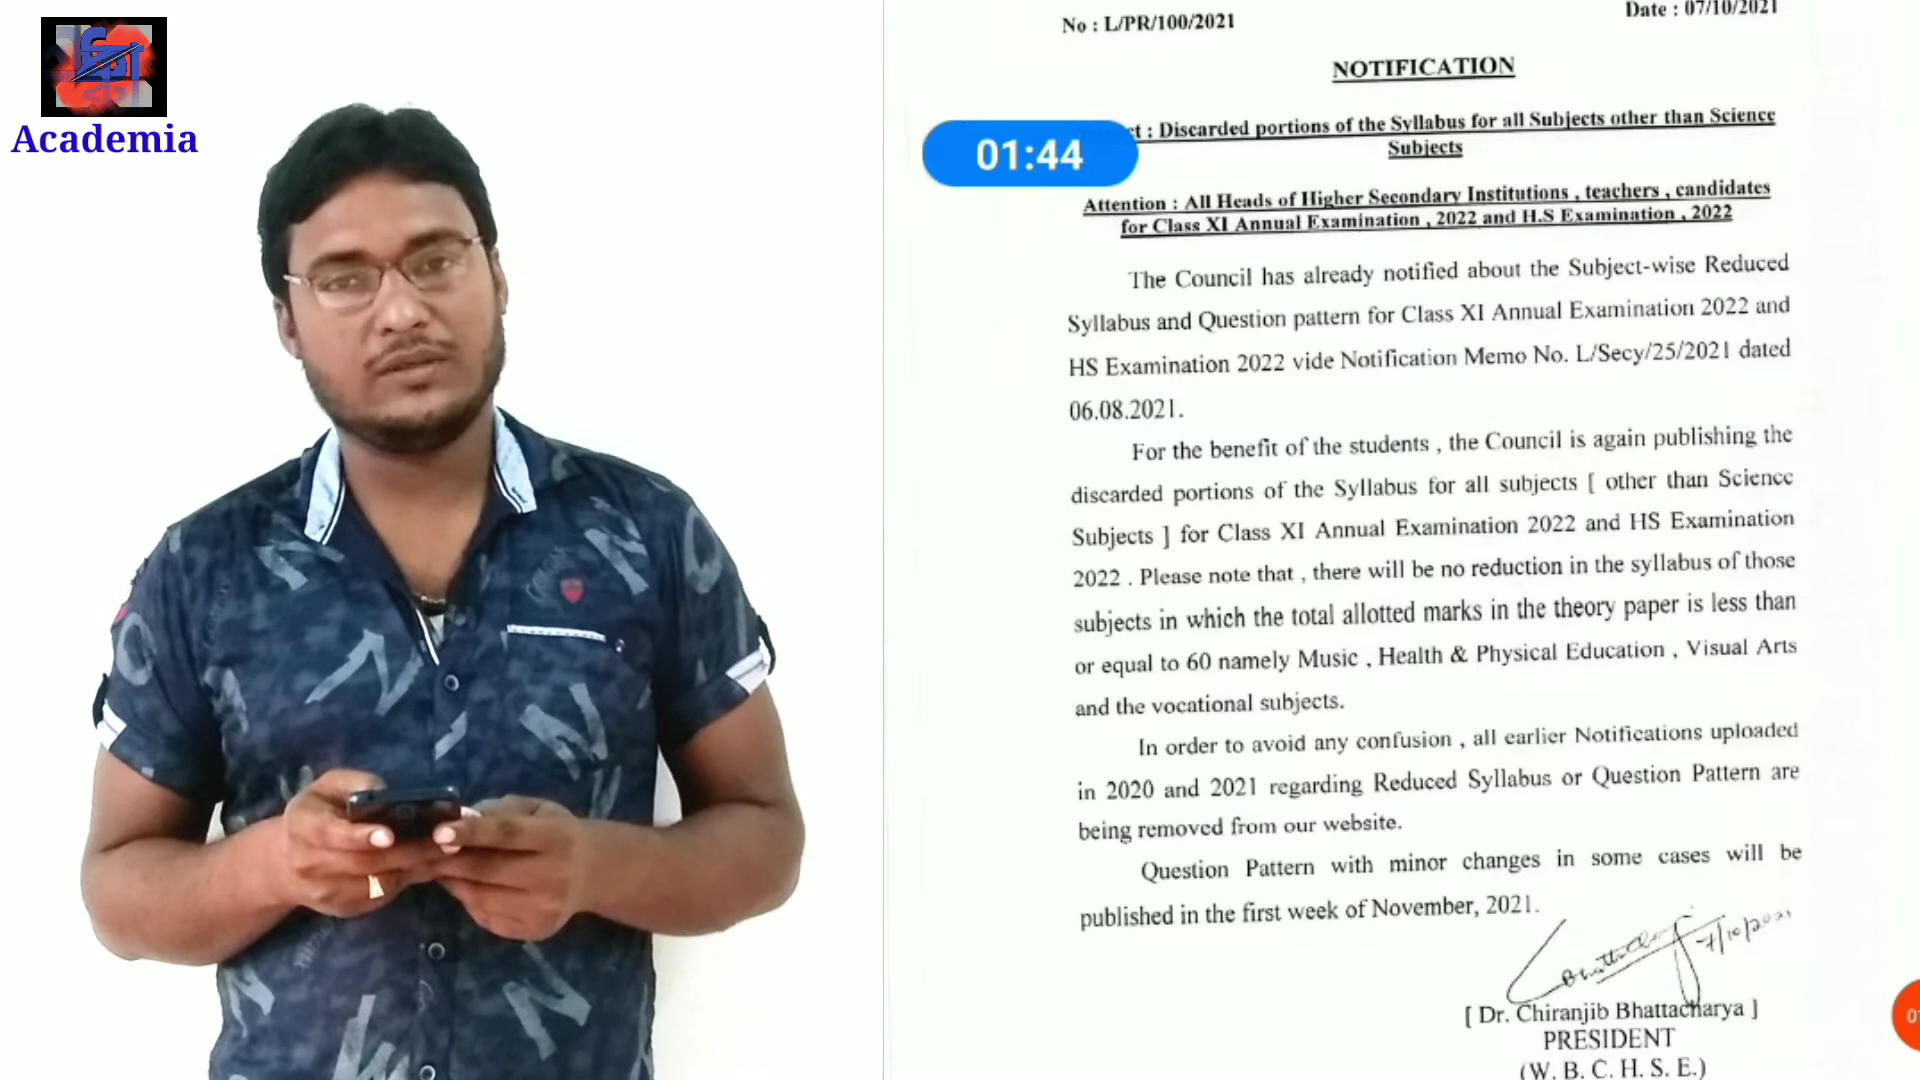 Academia
01:44
No : L/PR/100/2021
Date : 07/10/2021
NOTIFICATION
: Discarded portions of the Syllabus for all Subjects other than Science
Subjects
Attention : All Heads of Higher Secondary Institutions , teachers , candidates
for Class XI Annual Examination , 2022 and H.S Examination , 2022
The Council has already notified about the Subject-wise Reduced
Syllabus and Question pattern for Class XI Annual Examination 2022 and
HS Examination 2022 vide Notification Memo No. L/Secy/25/2021 dated
06.08.2021.
For the benefit of the students , the Council is again publishing the
discarded portions of the Syllabus for all subjects [ other than Science
Subjects ] for Class XI Annual Examination 2022 and HS Examination
2022 . Please note that , there will be no reduction in the syllabus of those
subjects in which the total allotted marks in the theory paper is less than
or equal to 60 namely Music , Health & Physical Education , Visual Arts
and the vocational subjects.
In order to avoid any confusion , all earlier Notifications uploaded
in 2020 and 2021 regarding Reduced Syllabus or Question Pattern are
being removed from our website.
Question Pattern with minor changes in some cases will be
published in the first week of November, 2021.
7/10/2021
[ Dr. Chiranjib Bhattacharya ]
PRESIDENT
(W. B. C. H. S. E.)